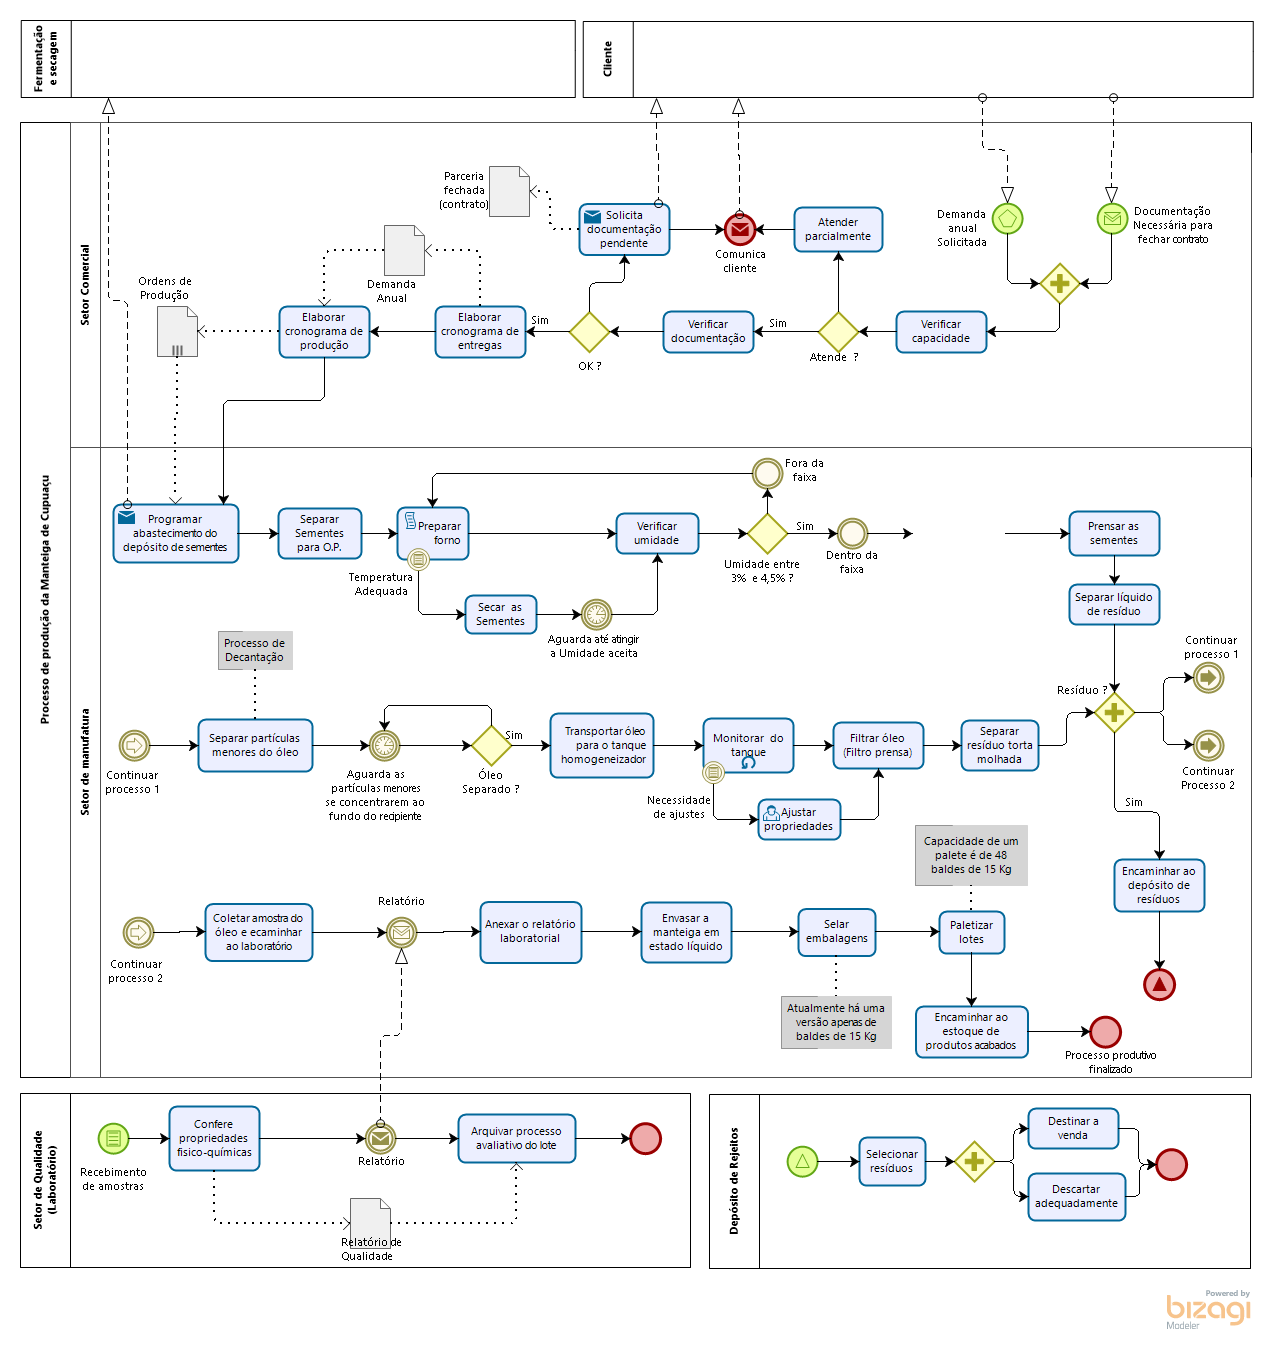 Fermentação
e secagem
Cliente
Processo de produção da Manteiga de Cupuaçu
Setor Comercial
Parceria
fechada
(contrato)
Solicita
documentação
pendente
Comunica
cliente
Atender
parcialmente
Demanda
anual
Solicitada
Documentação
Necessária para
fechar contrato
Ordens de
Produção
Demanda
Anual
Elaborar
cronograma de
produção
Elaborar
cronograma de
entregas
Sim
OK ?
Verificar
documentação
Sim
Atende ?
Verificar
capacidade
Setor de manufatura
Programar
abastecimento do
depósito de sementes
Separar
Sementes
para O.P.
Preparar
forno
Temperatura
Adequada
Secar as
Sementes
Aguarda até atingir
a Umidade aceita
Verificar
umidade
Fora da
faixa
Umidade entre
3% e 4,5% ?
Sim
Dentro da
faixa
Prensar as
sementes
Separar líquido
de resíduo
Resíduo ?
Continuar
processo 1
Continuar
Processo 2
Sim
Encaminhar ao
depósito de
resíduos
Processo de
Decantação
Continuar
processo 1
Separar partículas
menores do óleo
Aguarda as
partículas menores
se concentrarem ao
fundo do recipiente
Óleo
Separado ?
Sim
Transportar óleo
para o tanque
homogeneizador
Monitorar do
tanque
Necessidade
de ajustes
Ajustar
propriedades
Filtrar óleo
(Filtro prensa)
Separar
resíduo torta
molhada
Continuar
processo 2
Coletar amostra do
óleo e ecaminhar
ao laboratório
Relatório
Anexar o relatório
laboratorial
Envasar a
manteiga em
estado líquido
Selar
embalagens
Atualmente há uma
versão apenas de
baldes de 15 Kg
Capacidade de um
palete é de 48
baldes de 15 Kg
Paletizar
lotes
Encaminhar ao
estoque de
produtos acabados
Processo produtivo
finalizado
Setor de Qualidade
(Laboratório)
Recebimento
de amostras
Confere
propriedades
fisico-químicas
Relatório
Arquivar processo
avaliativo do lote
Relatório de
Qualidade
Depósito de Rejeitos
Selecionar
resíduos
Destinar a
venda
Descartar
adequadamente
Powered by
bizagi
Modeler